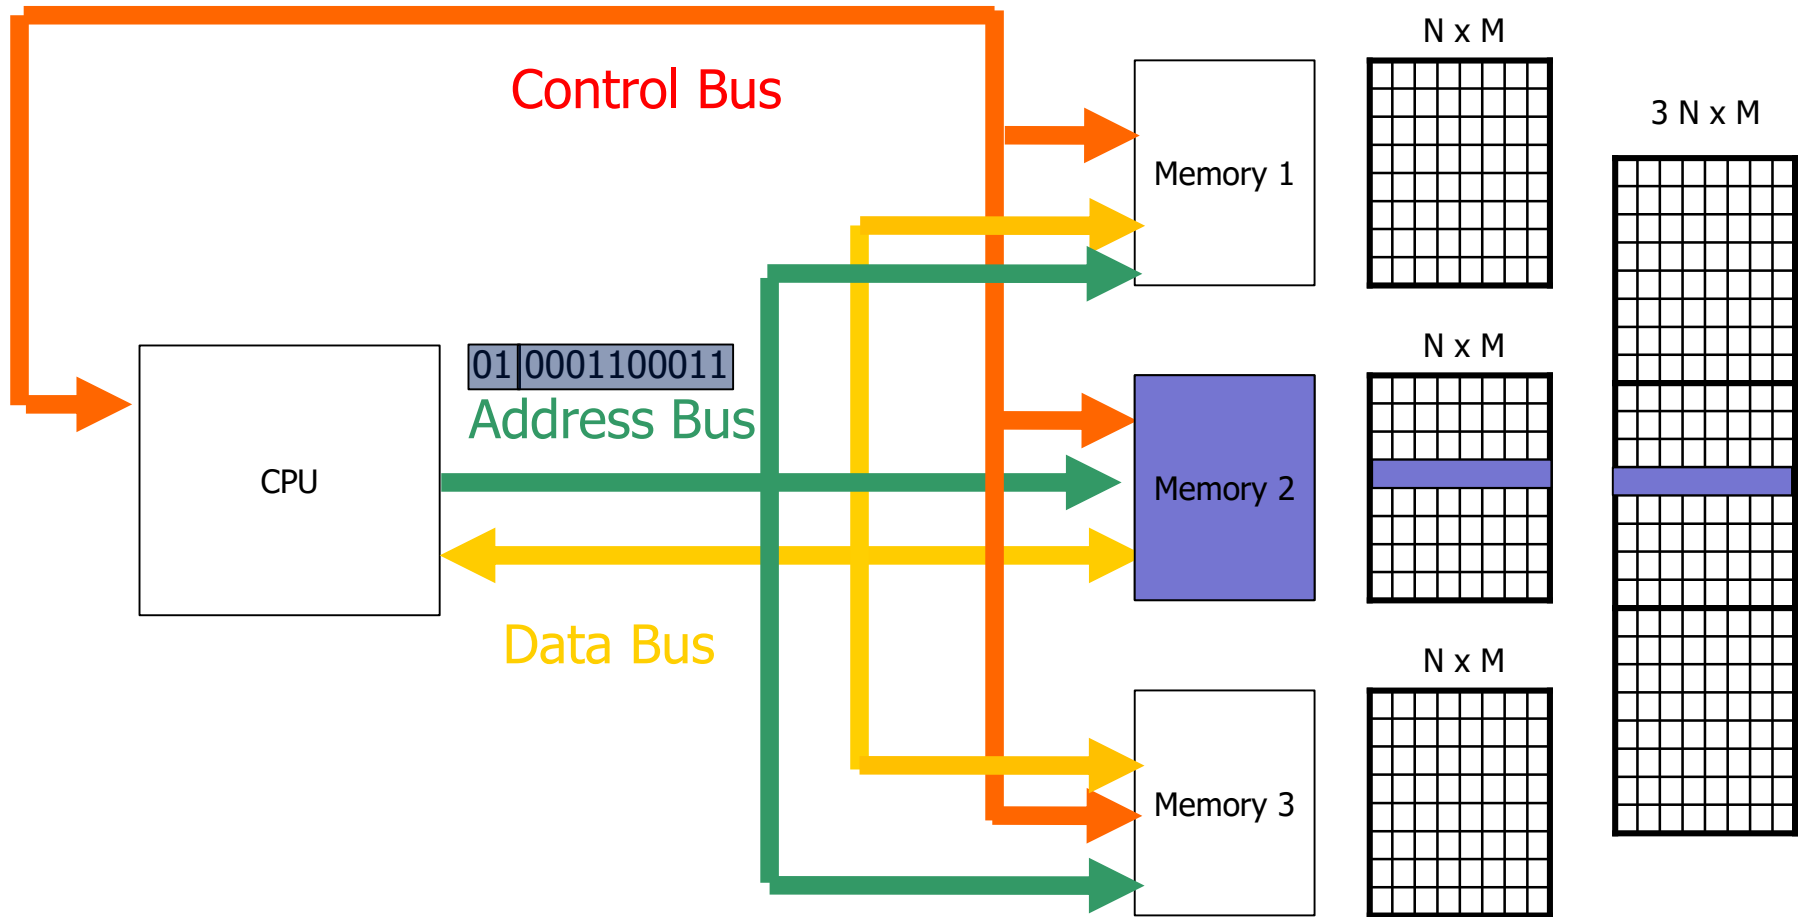 N x M
Control Bus
3 N x M
Memory 1
N x M
01 0001100011
Address Bus
CPU
Memory 2
Data Bus
N x M
Memory 3